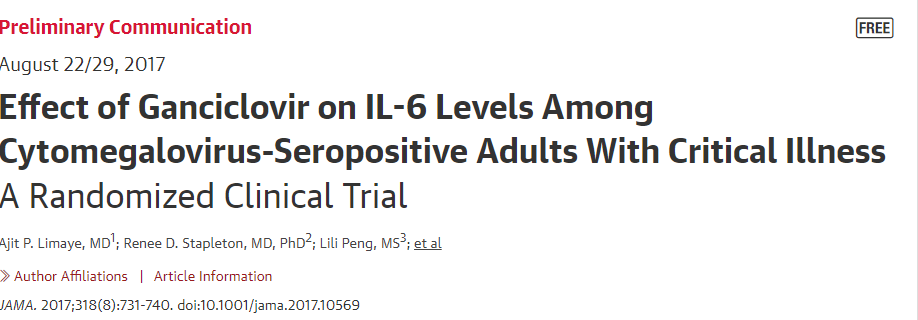 Preliminary Communication
FREE
August 22/29, 2017
Effect of Ganciclovir on IL-6 Levels Among
Cytomegalovirus-Seropositive Adults With Critical Illness
A Randomized Clinical Trial
Ajit P. Limaye, MD1; Renee D. Stapleton, MD, PhD2; Lili Peng, MS3; et al
» Author Affiliations | Article Information
JAMA. 2017;318(8):731-740. doi:10.1001/jama.2017.10569